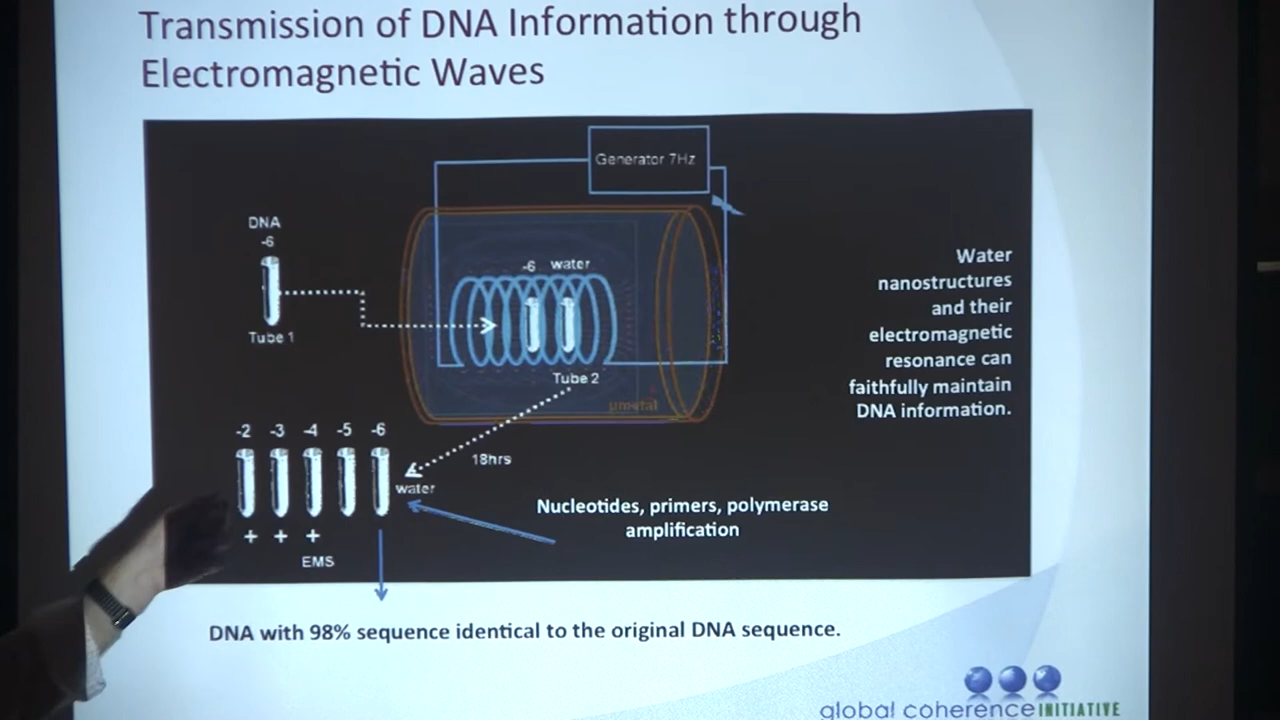 Transmission of DNA Information through
Electromagnetic Waves
Generator 7Hz
DNA
-6
Tube 1
-6 water
Tube 2
µmetal
Water
nanostructures
and their
electromagnetic
resonance can
faithfully maintain
DNA information.
-2 -3 -4 -5 -6
18hrs
water
+ + +
EMS
Nucleotides, primers, polymerase
amplification
DNA with 98% sequence identical to the original DNA sequence.
global coherence INITIATIVE